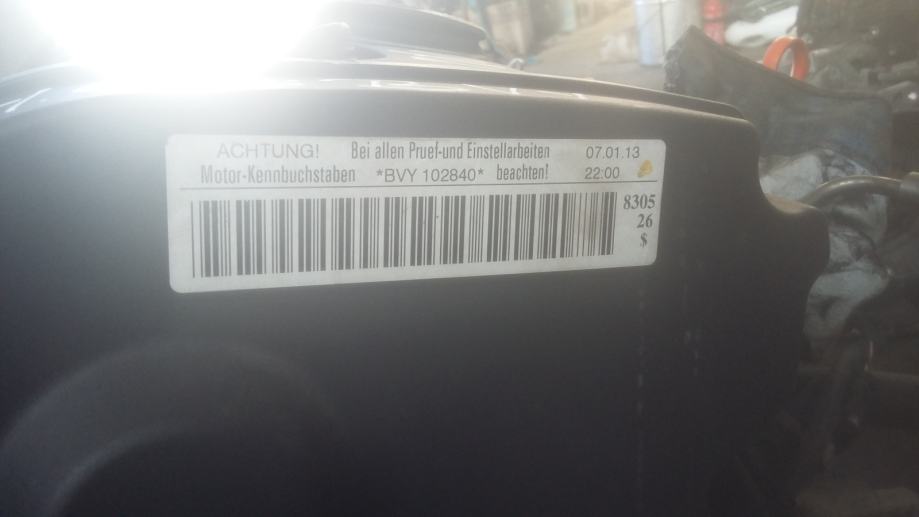 ACHTUNG! Bei allen Pruef-und Einstellarbeiten 07.01.13
Motor-Kennbuchstaben *BVY 102840* beachten! 22:00
8305
26
$